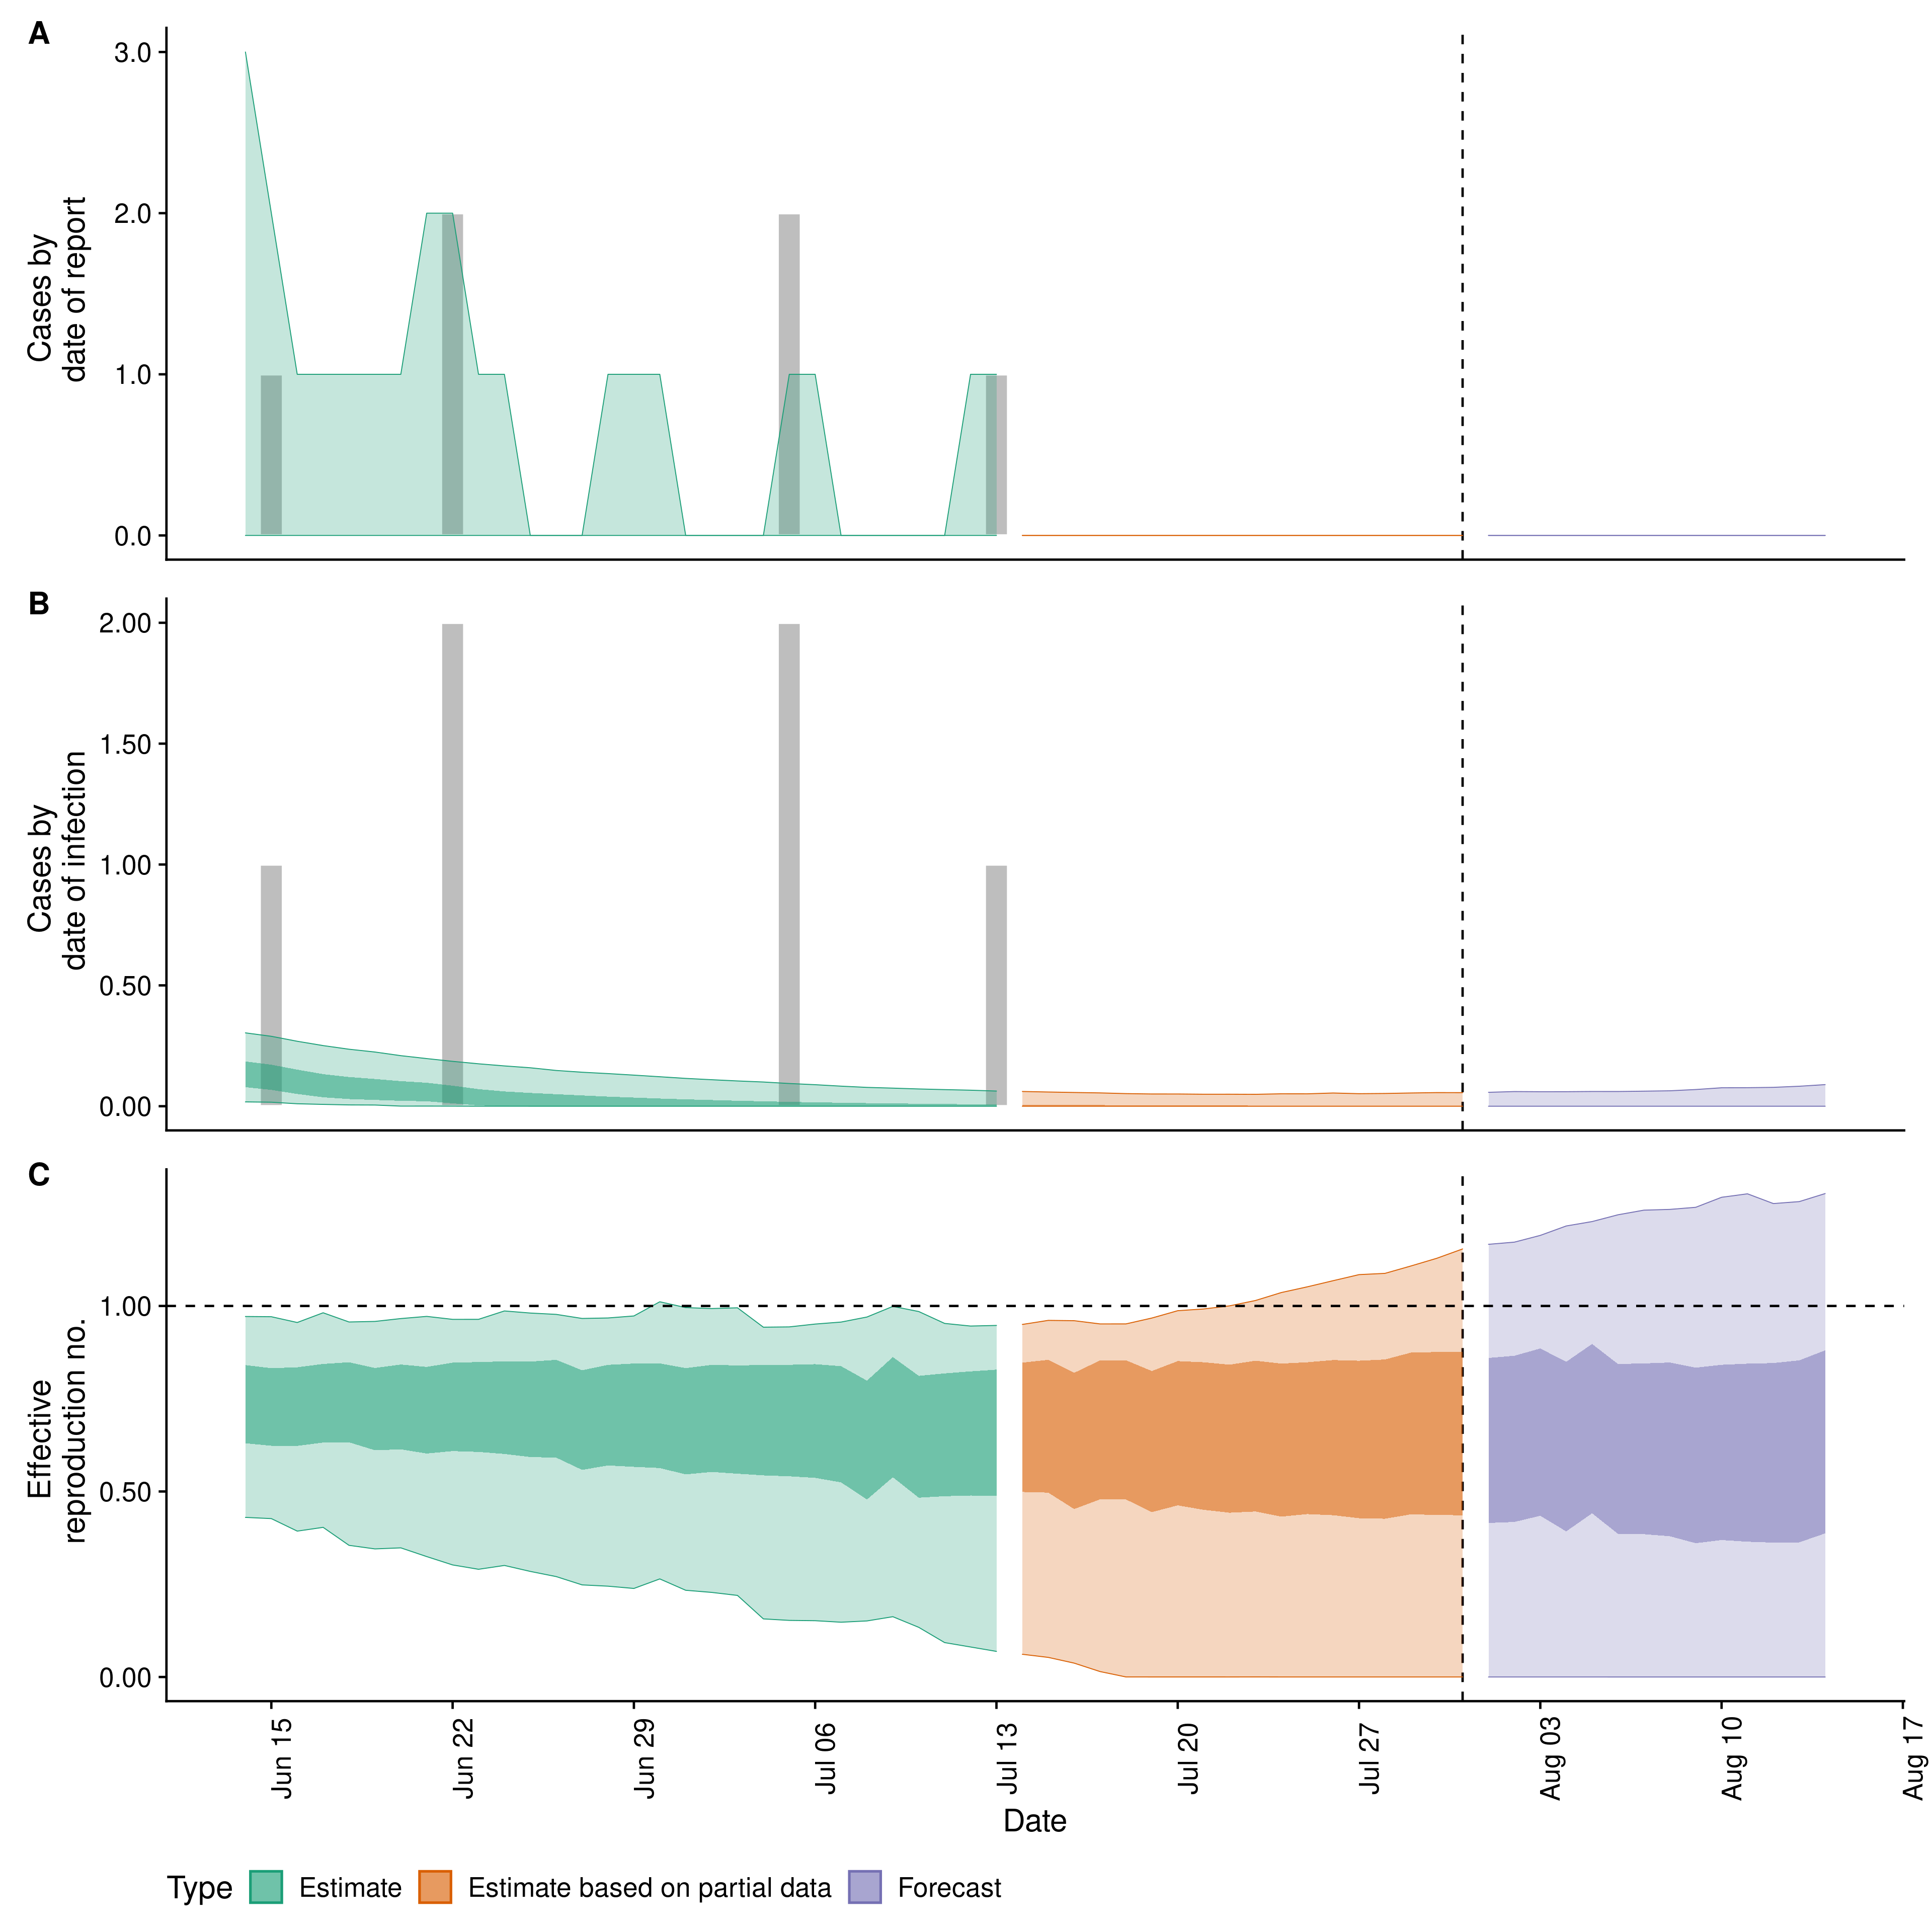 A
Cases by
date of report
3.0
2.0
1.0
0.0
B
Cases by
date of infection
2.00
1.50
1.00
0.50
0.00
C
Effective
reproduction no.
1.00
0.50
0.00
Jun 15
Jun 22
Jun 29
Jul 06
Jul 13
Jul 20
Jul 27
Aug 03
Aug 10
Aug 17
Date
Type Estimate Estimate based on partial data Forecast